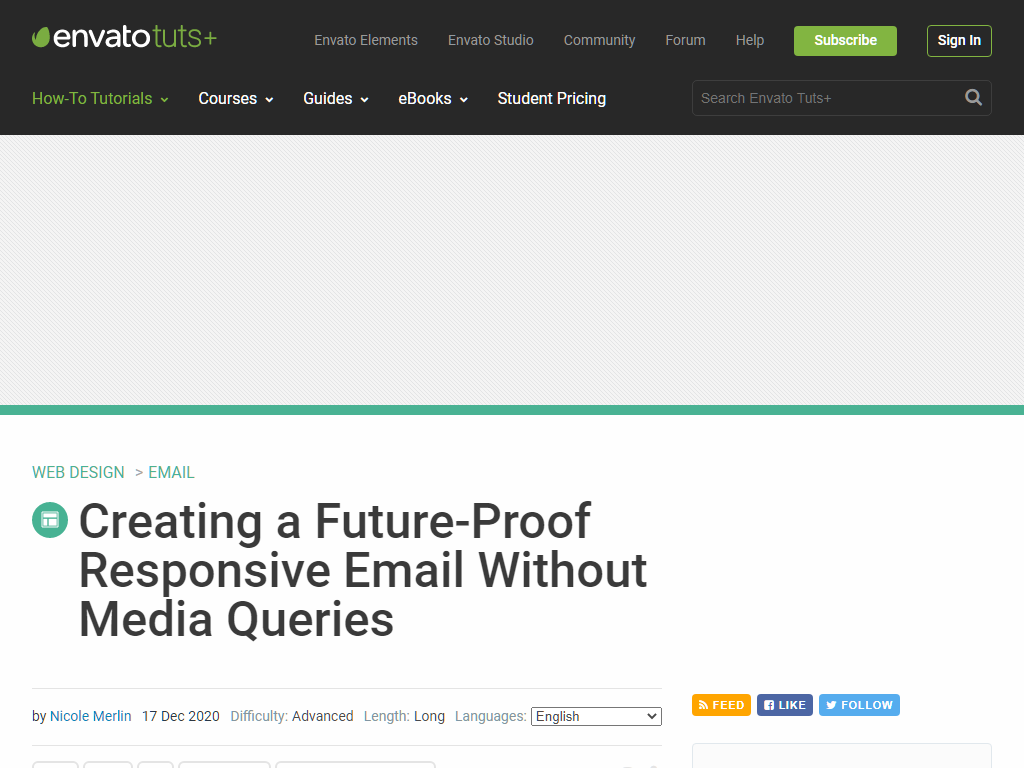 envatotuts+
Envato Elements Envato Studio Community Forum Help Subscribe Sign In
How-To Tutorials Courses Guides eBooks Student Pricing Search Envato Tuts+
WEB DESIGN > EMAIL
Creating a Future-Proof
Responsive Email Without
Media Queries
by Nicole Merlin 17 Dec 2020 Difficulty: Advanced Length: Long Languages: English
FEED LIKE FOLLOW